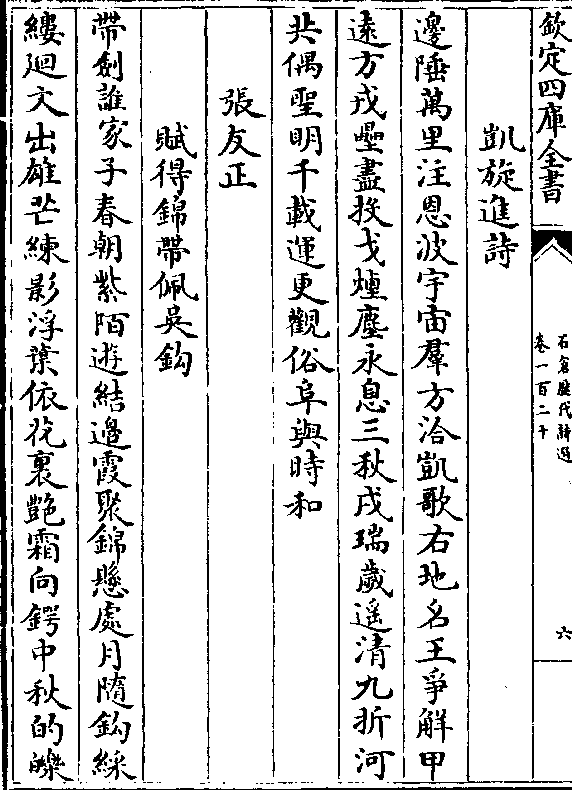 欽定四庫全書
石倉歷代詩選
卷一百二十
六
凱旋進詩
邊陲萬里注恩波宇宙羣方洽凱歌右地名王爭解甲
遠方戎壘盡投戈煙塵永息三秋戍瑞歲遥清九折河
共偶聖明千載運更觀俗阜與時和
張友正
賦得錦帶佩吳鈎
帶劍誰家子春朝紫陌遊結邉霞聚錦懸處月隨鈎綵
縷迴文出雄芒練影浮葉依花裏艶霜向鍔中秋的皪